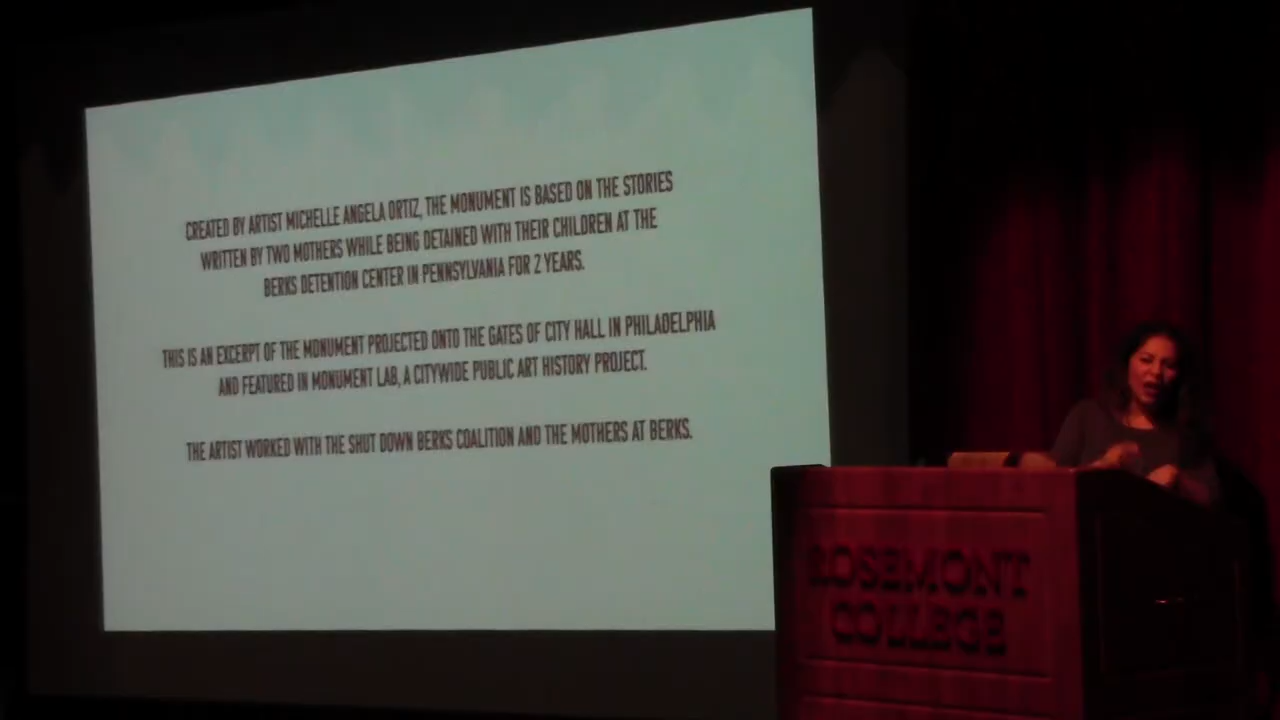 CREATED BY ARTIST MICHELLE ANGELA ORTIZ, THE MONUMENT IS BASED ON THE STORIES
WRITTEN BY TWO MOTHERS WHILE BEING DETAINED WITH THEIR CHILDREN AT THE
BERKS DETENTION CENTER IN PENNSYLVANIA FOR 2 YEARS.
THIS IS AN EXCERPT OF THE MONUMENT PROJECTED ONTO THE GATES OF CITY HALL IN PHILADELPHIA
AND FEATURED IN MONUMENT LAB, A CITYWIDE PUBLIC ART HISTORY PROJECT.
THE ARTIST WORKED WITH THE SHUT DOWN BERKS COALITION AND THE MOTHERS AT BERKS.
ROSEMONT
COLLEGE